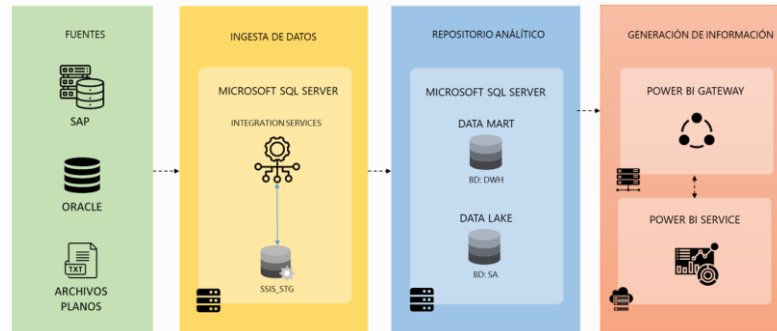 FUENTES
SAP
ORACLE
TXT
ARCHIVOS
PLANOS
INGESTA DE DATOS
MICROSOFT SQL SERVER
INTEGRATION SERVICES
SSIS_STG
REPOSITORIO ANÁLITICO
MICROSOFT SQL SERVER
DATA MART
BD: DWH
DATA LAKE
BD: SA
GENERACIÓN DE INFORMACIÓN
POWER BI GATEWAY
POWER BI SERVICE